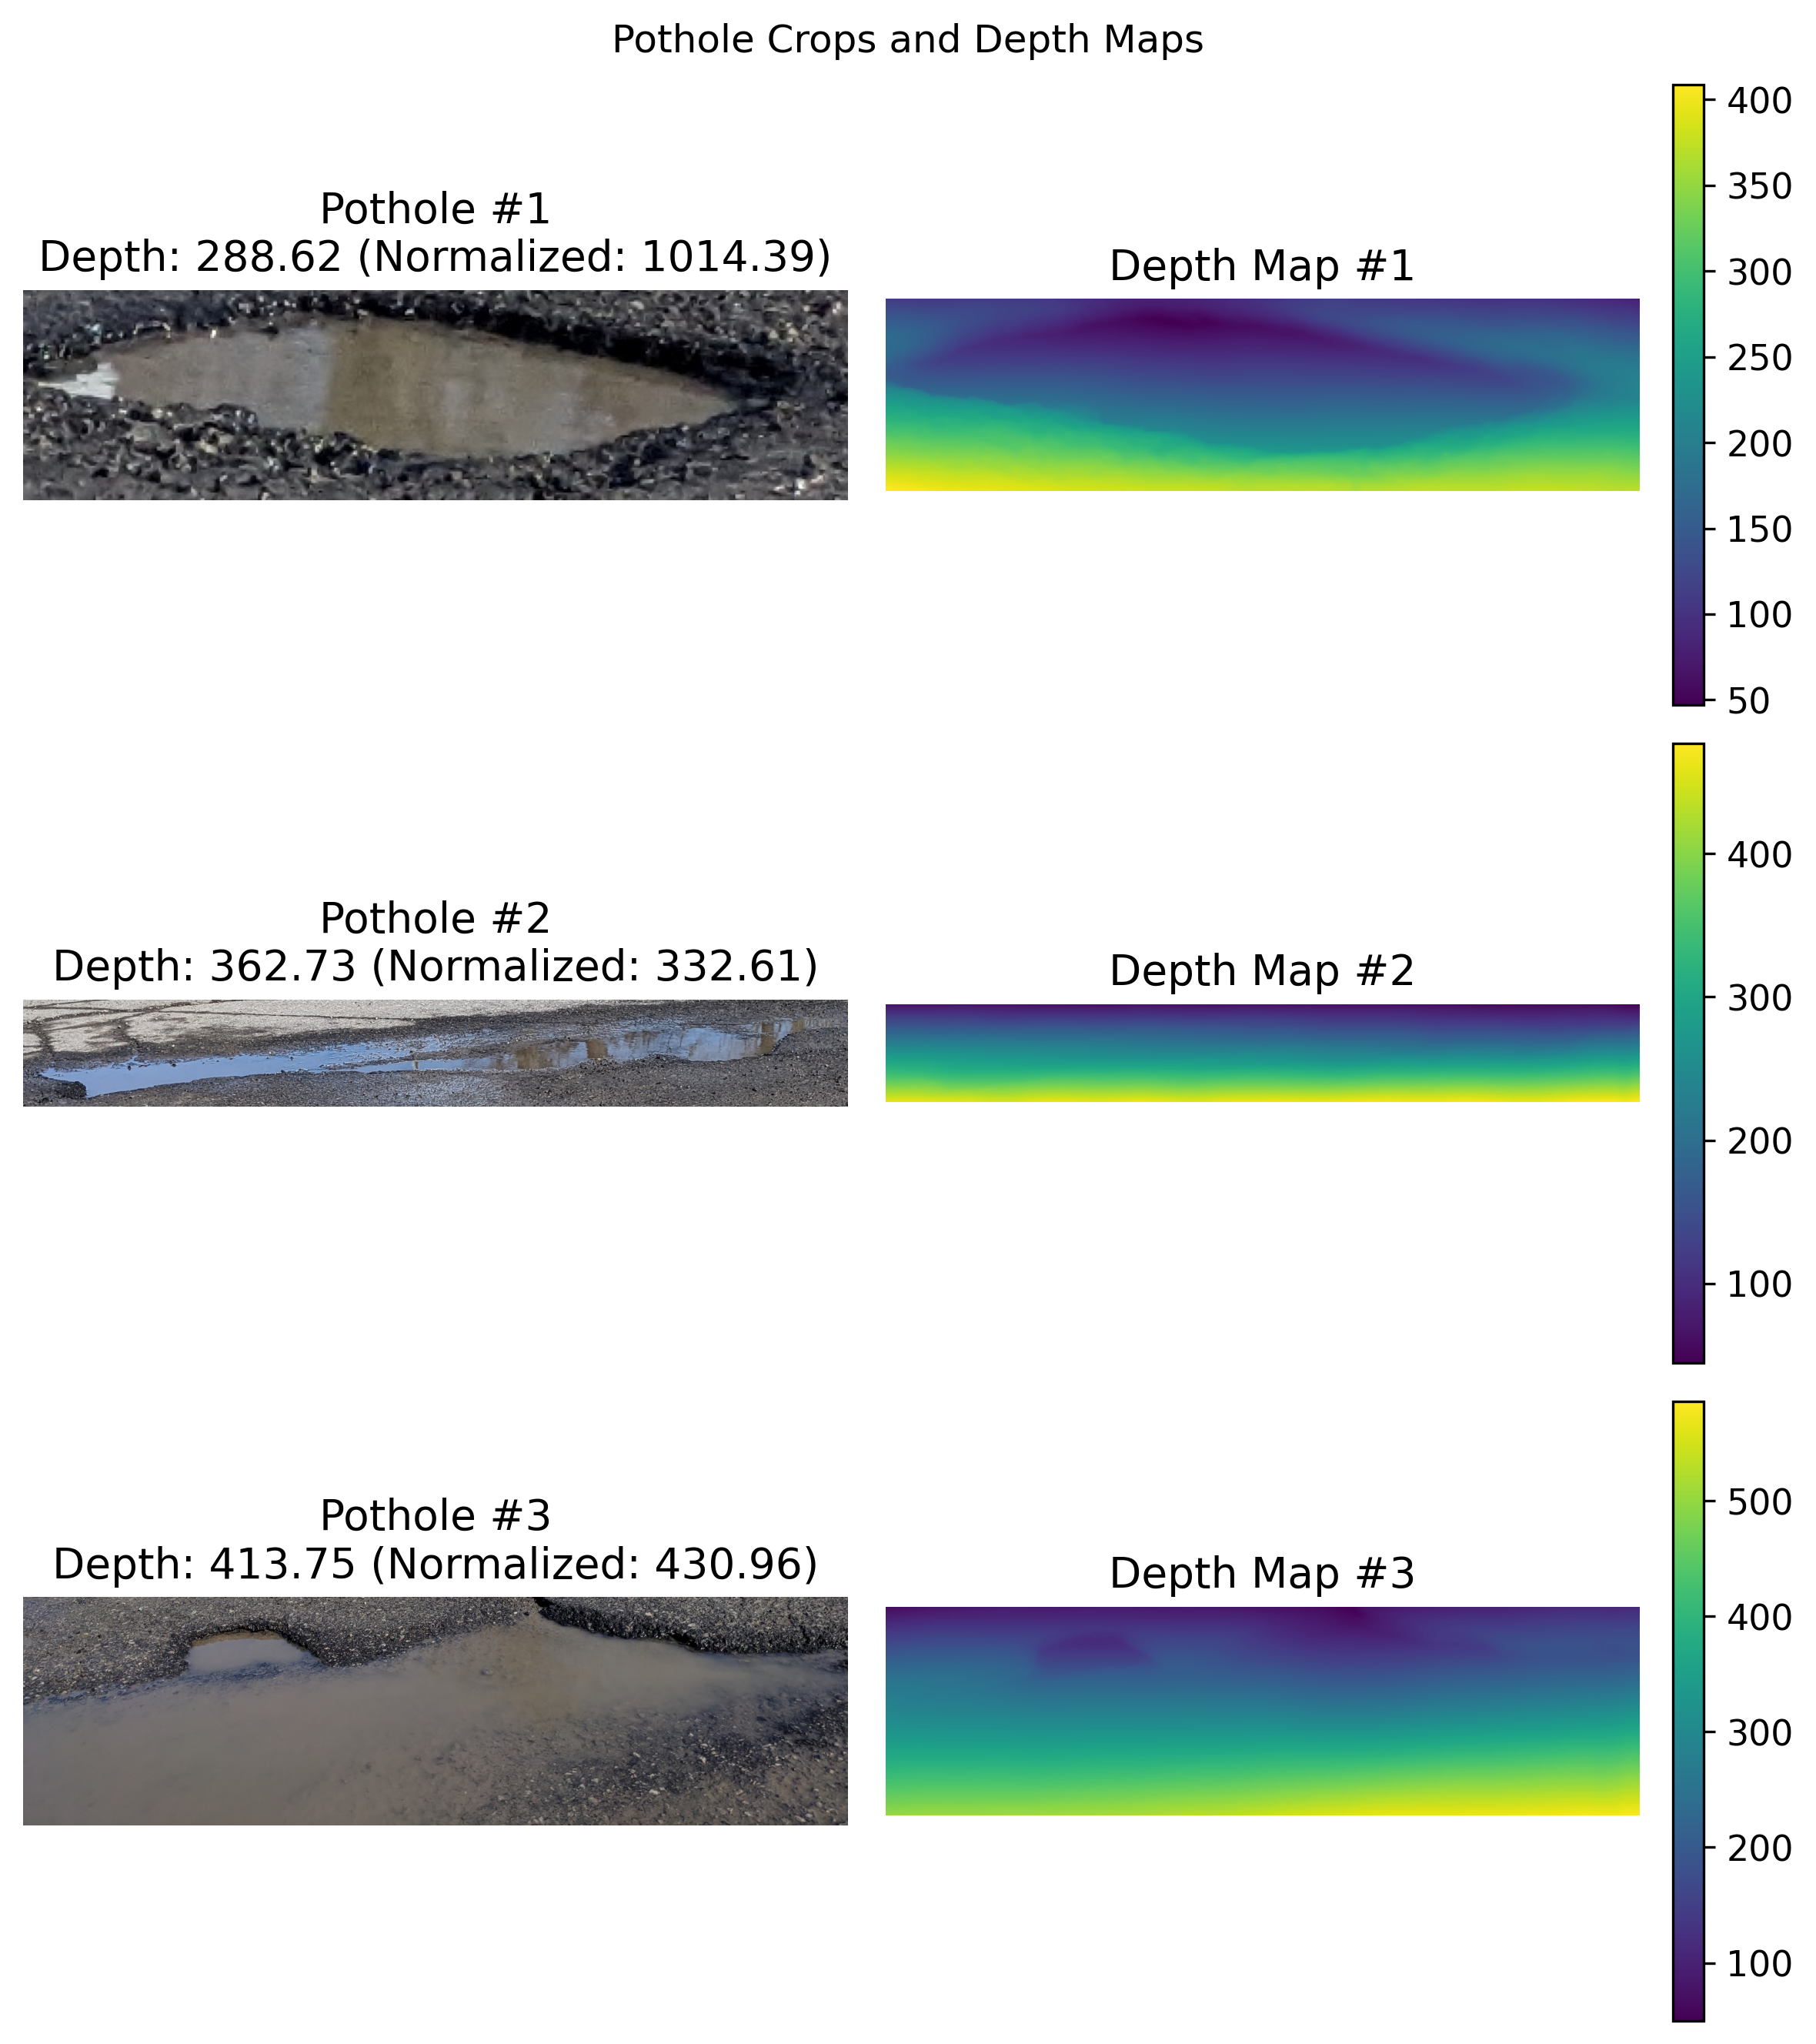 Pothole Crops and Depth Maps
Pothole #1
Depth: 288.62 (Normalized: 1014.39)
Depth Map #1
400
350
300
250
200
150
100
50
Pothole #2
Depth: 362.73 (Normalized: 332.61)
Depth Map #2
400
300
200
100
Pothole #3
Depth: 413.75 (Normalized: 430.96)
Depth Map #3
500
400
300
200
100